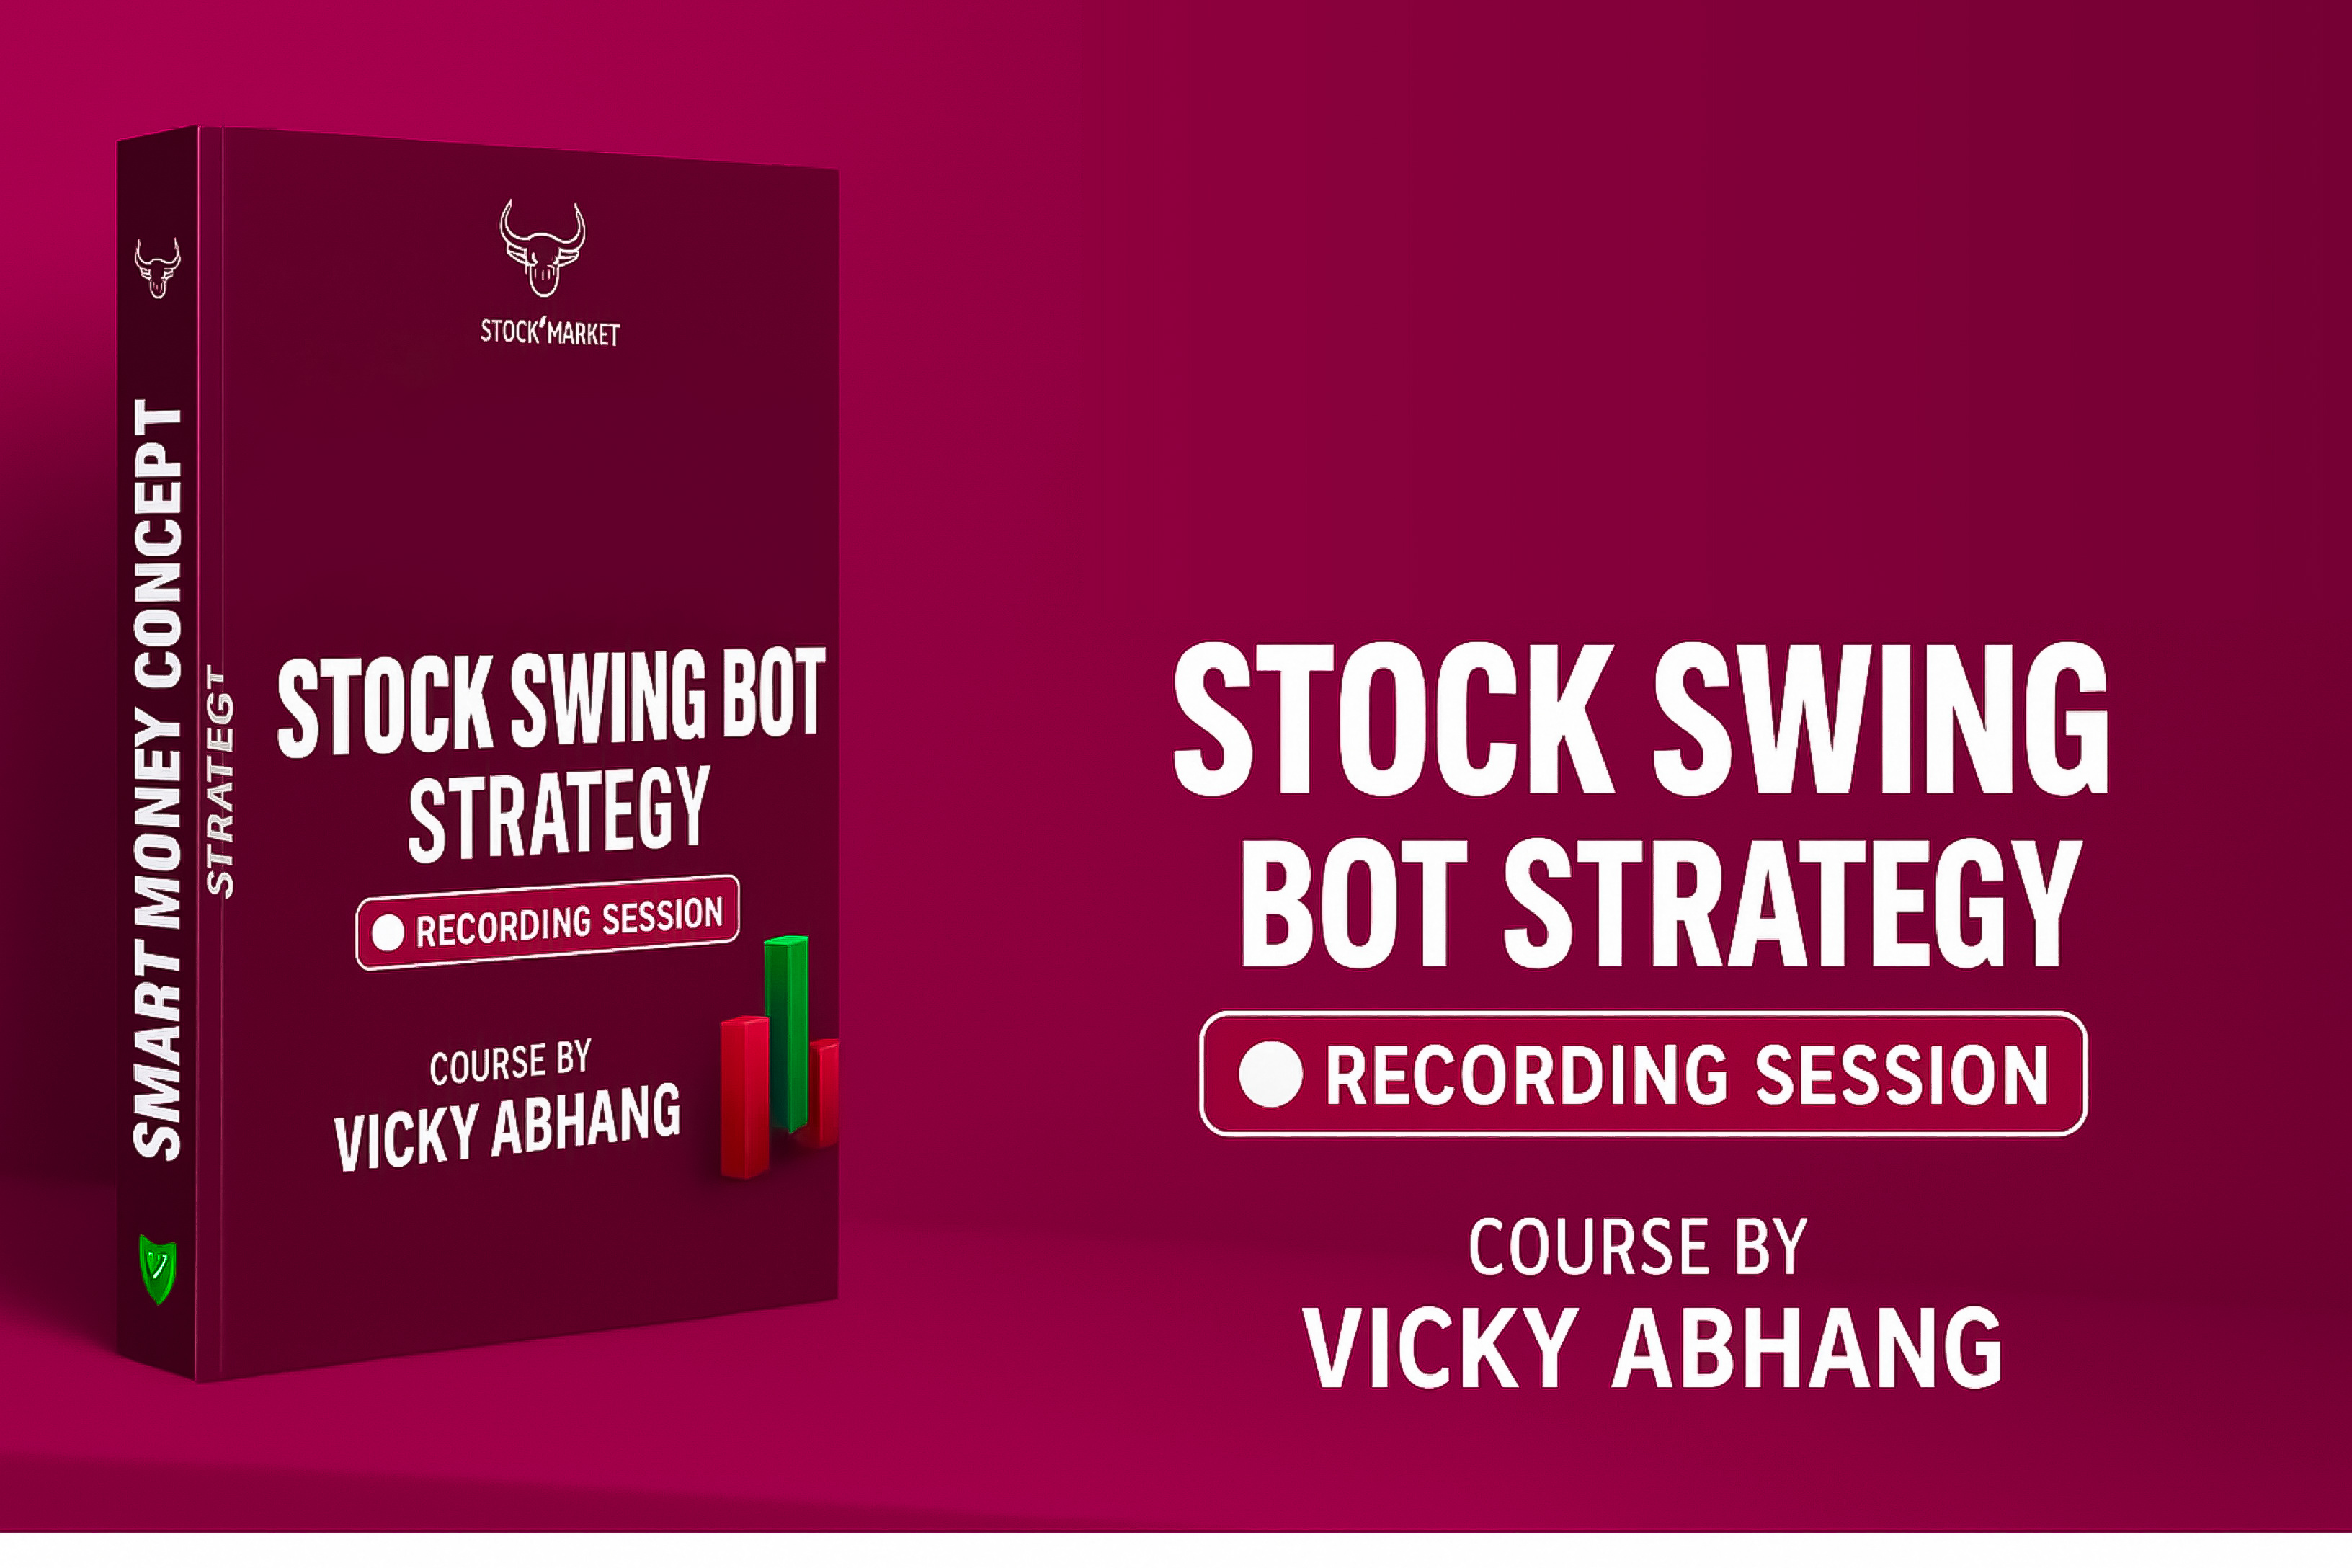 STOCK'MARKET
SMART MONEY CONCEPT
STRATEGT
STOCK SWING BOT
STRATEGY
RECORDING SESSION
COURSE BY
VICKY ABHANG
STOCK SWING
BOT STRATEGY
RECORDING SESSION
COURSE BY
VICKY ABHANG